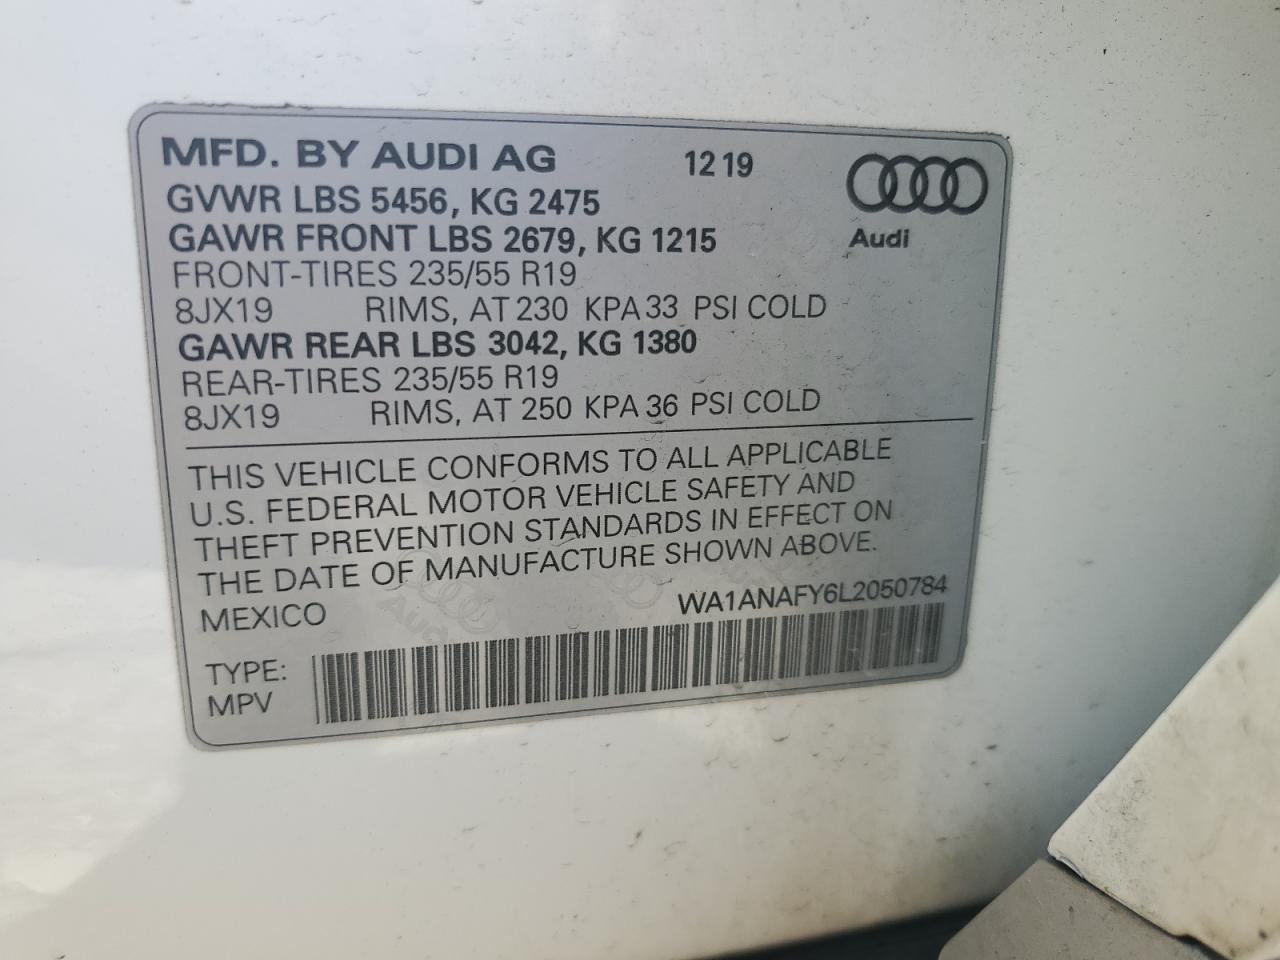 MFD. BY AUDI AG 12 19
GVWR LBS 5456, KG 2475
GAWR FRONT LBS 2679, KG 1215
Audi
FRONT-TIRES 235/55 R19
8JX19 RIMS, AT 230 KPA 33 PSI COLD
GAWR REAR LBS 3042, KG 1380
REAR-TIRES 235/55 R19
8JX19 RIMS, AT 250 KPA 36 PSI COLD
THIS VEHICLE CONFORMS TO ALL APPLICABLE
U.S. FEDERAL MOTOR VEHICLE SAFETY AND
THEFT PREVENTION STANDARDS IN EFFECT ON
THE DATE OF MANUFACTURE SHOWN ABOVE.
MEXICO WA1ANAFY6L2050784
TYPE:
MPV